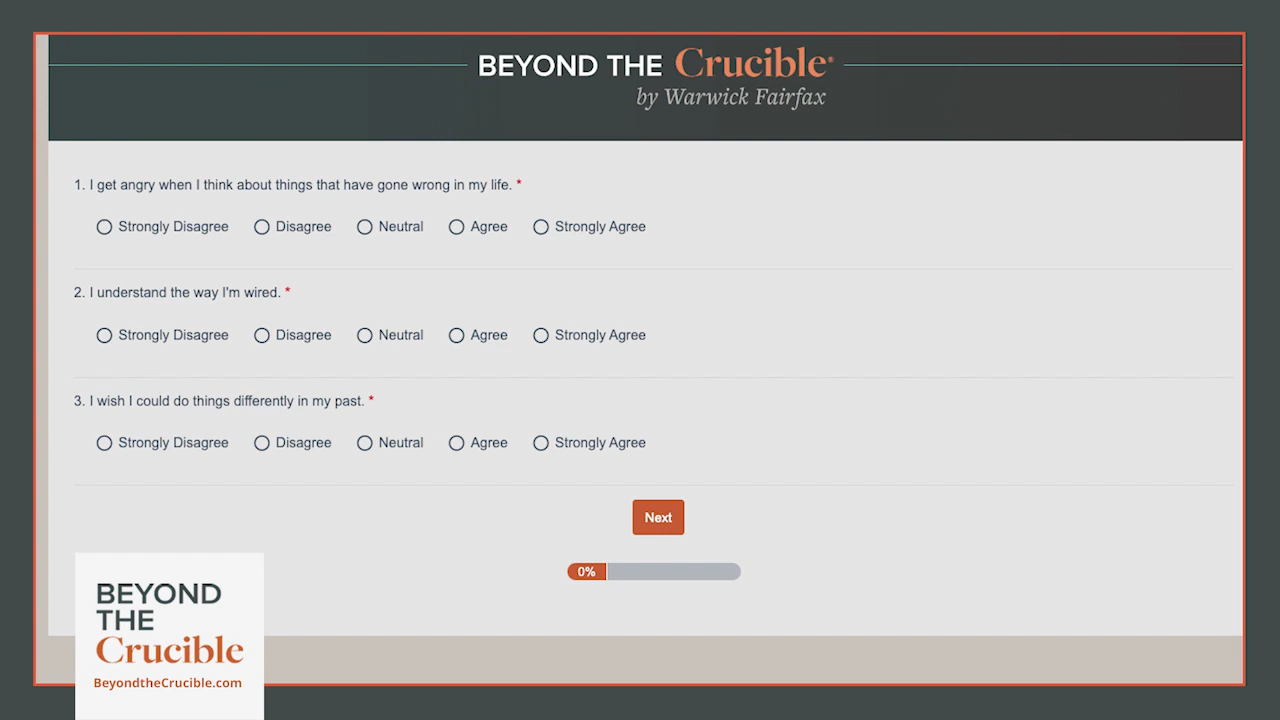 BEYOND THE Crucible®
by Warwick Fairfax
1. I get angry when I think about things that have gone wrong in my life. *
Strongly Disagree Disagree Neutral Agree Strongly Agree
2. I understand the way I'm wired. *
Strongly Disagree Disagree Neutral Agree Strongly Agree
3. I wish I could do things differently in my past. *
Strongly Disagree Disagree Neutral Agree Strongly Agree
Next
0%
BEYOND
THE
Crucible
BeyondtheCrucible.com